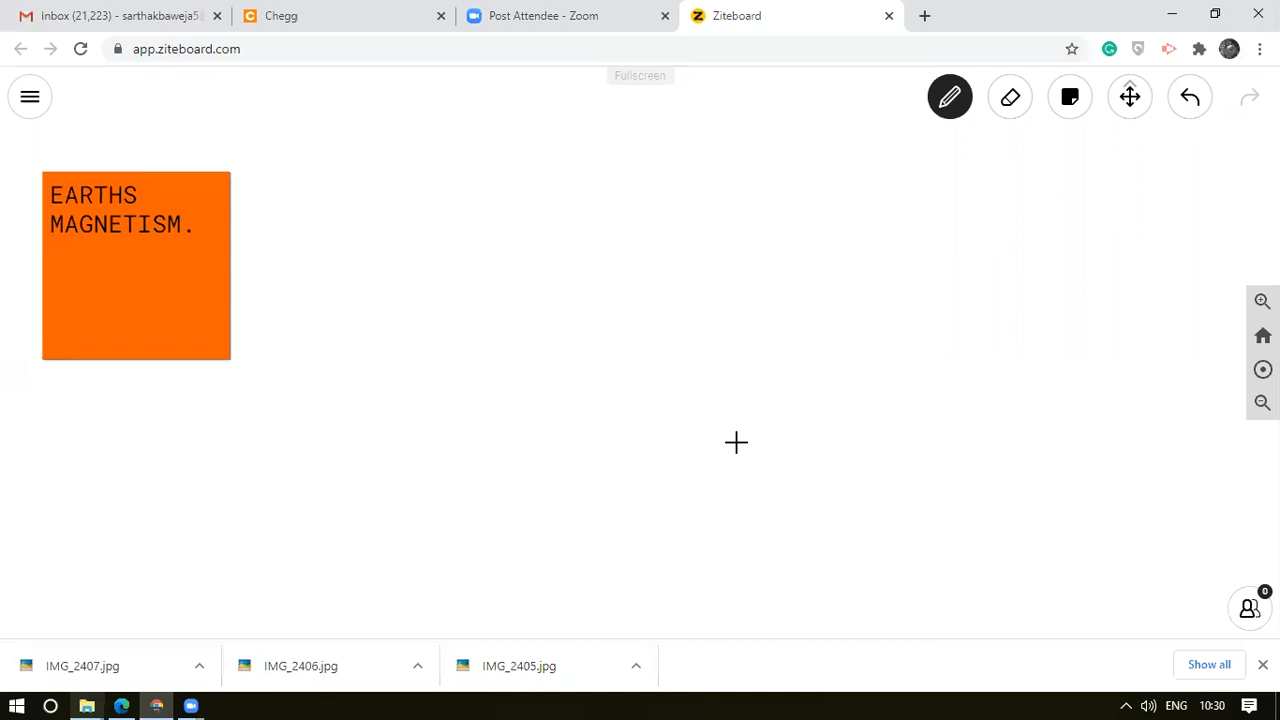 Inbox (21,223) - sarthakbaweja5
Chegg
Post Attendee - Zoom
Ziteboard
app.ziteboard.com
Fullscreen
EARTHS
MAGNETISM.
0
IMG_2407.jpg
IMG_2406.jpg
IMG_2405.jpg
Show all
ENG
10:30